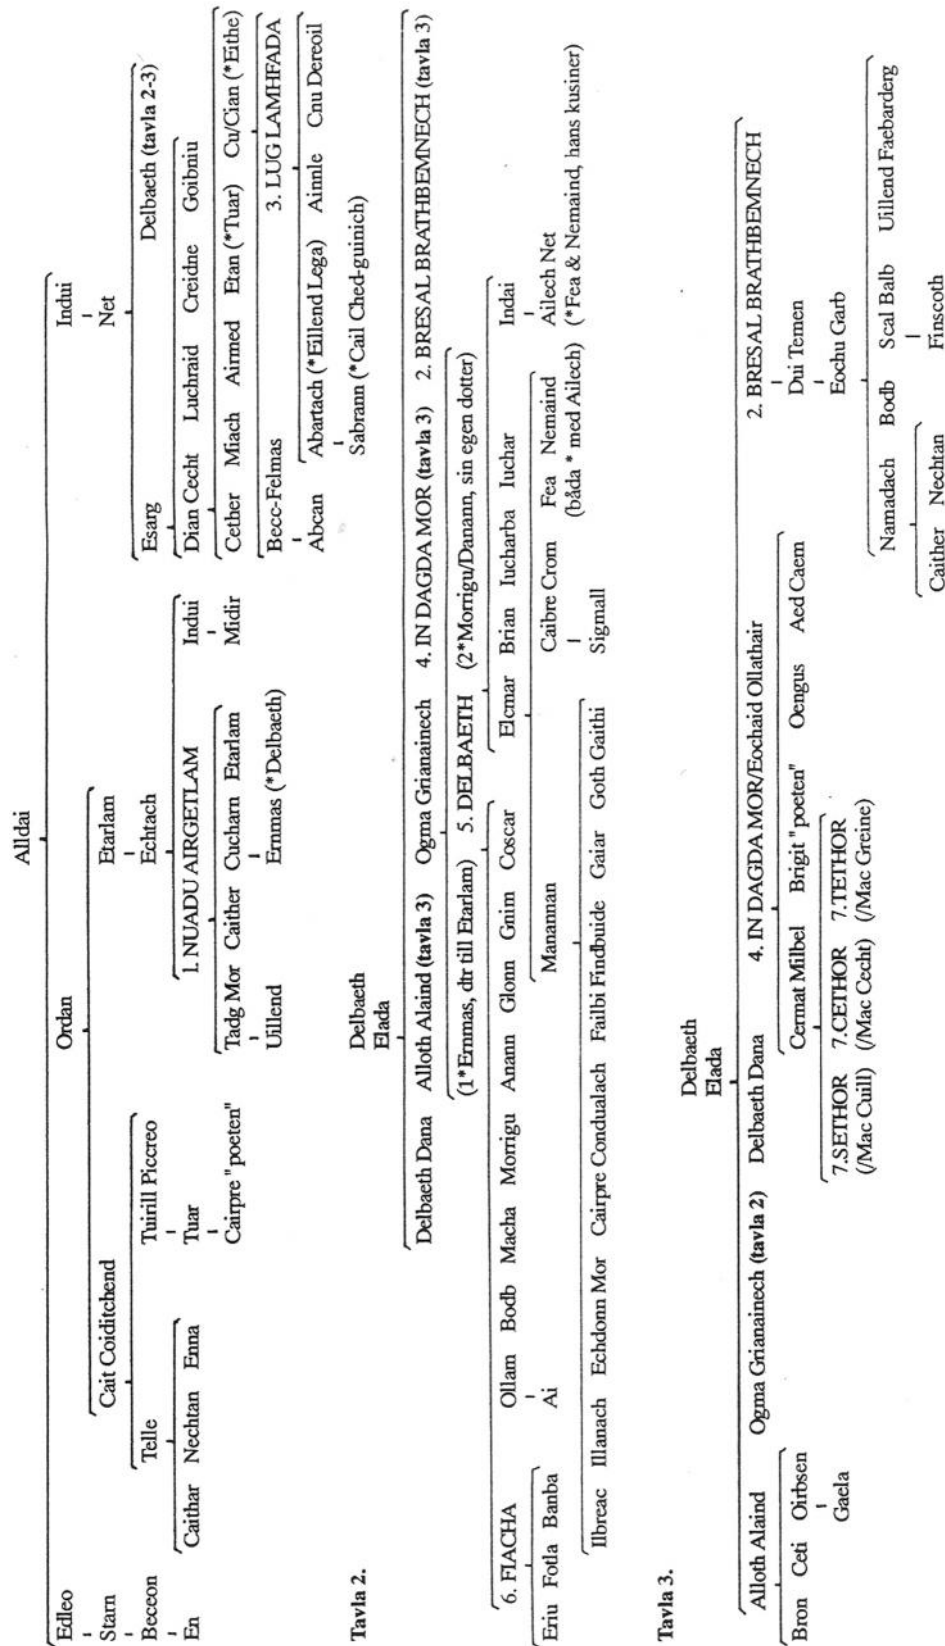 Alldai
Edleo Ordan Indui
Starn Cait Coiditchend Etarlam Net
Beceon Telle Tuirill Piccreo Echtach Esarg Delbaeth (tavla 2-3)
En Caithar Nechtan Enna Tuar 1. NUADU AIRGETLAM Indui Dian Cecht Luchraid Creidne Goibniu
Cairpre "poeten" Tadg Mor Caither Cucharn Etarlam Midir Cether Miach Airmed Etan (*Tuar) Cu/Cian (*Eithe)
Uillend Ernmas (*Delbaeth) Becc-Felmas 3. LUG LAMHFADA
Abcan Abartach (*Eillend Lega) Ainnle Cnu Dereoil
Sabrann (*Cail Ched-guinich)
Tavla 2.
Delbaeth
Elada
Delbaeth Dana Alloth Alaind (tavla 3) Ogma Grianainech 4. IN DAGDA MOR (tavla 3) 2. BRESAL BRATHBEMNECH (tavla 3)
(1*Ernmas, dtr till Etarlam) 5. DELBAETH (2*Morrigu/Danann, sin egen dotter)
6. FIACHA Ollam Bodb Macha Morrigu Anann Glonn Gnim Coscar Elcmar Brian Iucharba Iuchar Indai
Eriu Fotla Banba Ai Manannan Caibre Crom Fea Nemaind Ailech Net
Sigmall (båda * med Ailech) (*Fea & Nemaind, hans kusiner)
Ilbreac Illanach Echdonn Mor Cairpre Condualach Failbi Findbuide Gaiar Goth Gaithi
Tavla 3.
Delbaeth
Elada
Alloth Alaind Ogma Grianainech (tavla 2) Delbaeth Dana 4. IN DAGDA MOR/Eochaid Ollathair 2. BRESAL BRATHBEMNECH
Bron Ceti Oirbsen Cermat Milbel Brigit "poeten" Oengus Aed Caem Dui Temen
Gaela 7.SETHOR 7.CETHOR 7.TETHOR Eochu Garb
(/Mac Cuill) (/Mac Cecht) (/Mac Greine) Namadach Bodb Scal Balb Uillend Faebarderg
Caither Nechtan Finscoth